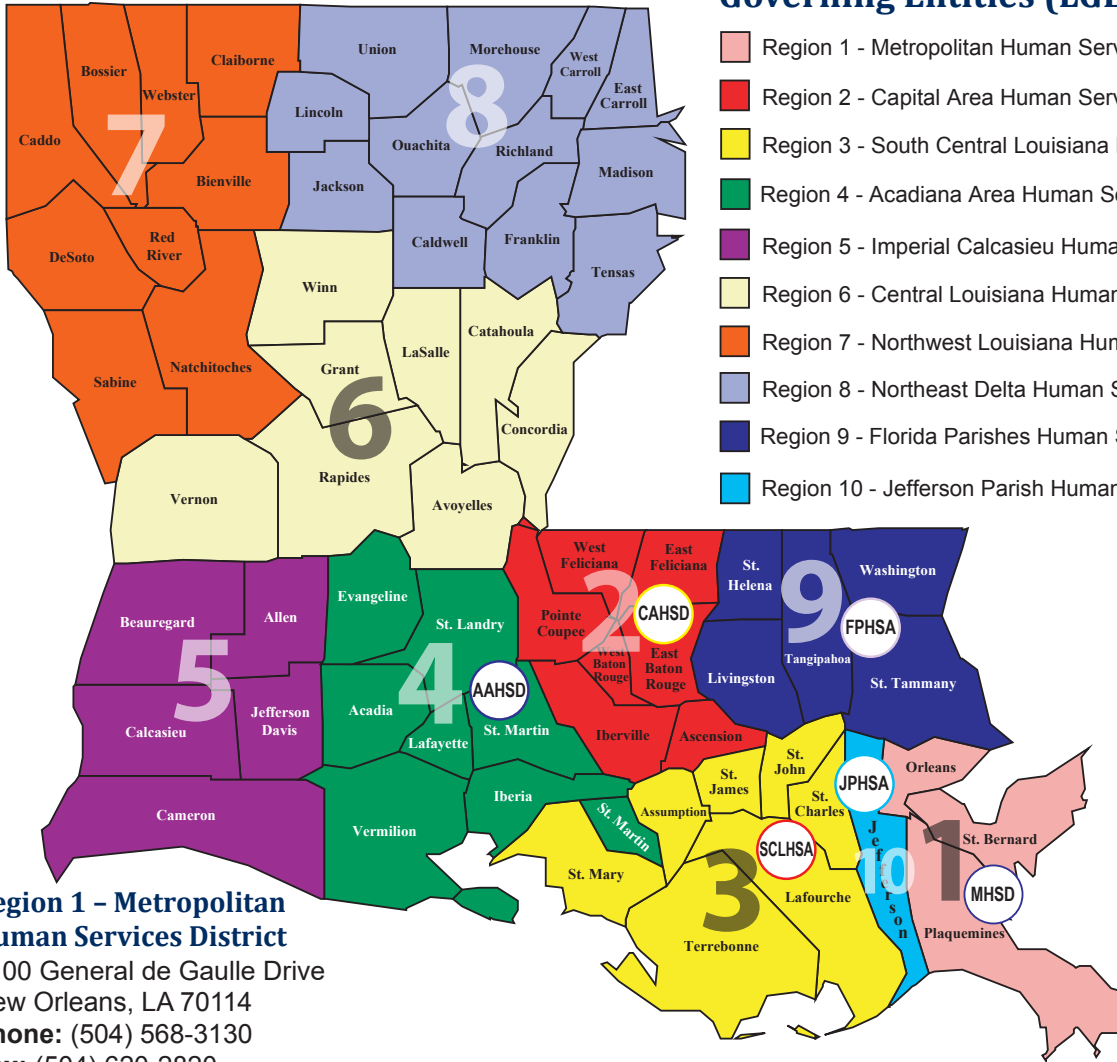 Governing Entities (LGE
Region 1 - Metropolitan Human Serv
Region 2 - Capital Area Human Serv
Region 3 - South Central Louisiana
Region 4 - Acadiana Area Human Se
Region 5 - Imperial Calcasieu Huma
Region 6 - Central Louisiana Human
Region 7 - Northwest Louisiana Hum
Region 8 - Northeast Delta Human S
Region 9 - Florida Parishes Human S
Region 10 - Jefferson Parish Human
Caddo
Bossier
Webster
Claiborne
7
Bienville
DeSoto
Red
River
Sabine
Natchitoches
Union
Morehouse
West
Carroll
East
Carroll
Lincoln
8
Ouachita
Richland
Jackson
Madison
Caldwell
Franklin
Tensas
Winn
Grant
LaSalle
Catahoula
6
Concordia
Rapides
Vernon
Avoyelles
Beauregard
Allen
5
Calcasieu
Jefferson
Davis
Cameron
Evangeline
St. Landry
4
AAHSD
Acadia
Lafayette
St. Martin
Iberia
St. Martin
Vermilion
West
Feliciana
East
Feliciana
2
CAHSD
Pointe
Coupee
West
Baton
Rouge
East
Baton
Rouge
Iberville
Ascension
St.
Helena
9
Washington
FPHSA
Tangipahoa
Livingston
St. Tammany
St.
John
St.
James
St.
Charles
Assumption
SCLHSA
St. Mary
3
Lafourche
Terrebonne
JPHSA
Jefferson
10
Orleans
1
St. Bernard
MHSD
Plaquemines
egion 1 – Metropolitan
uman Services District
00 General de Gaulle Drive
ew Orleans, LA 70114
hone: (504) 568-3130